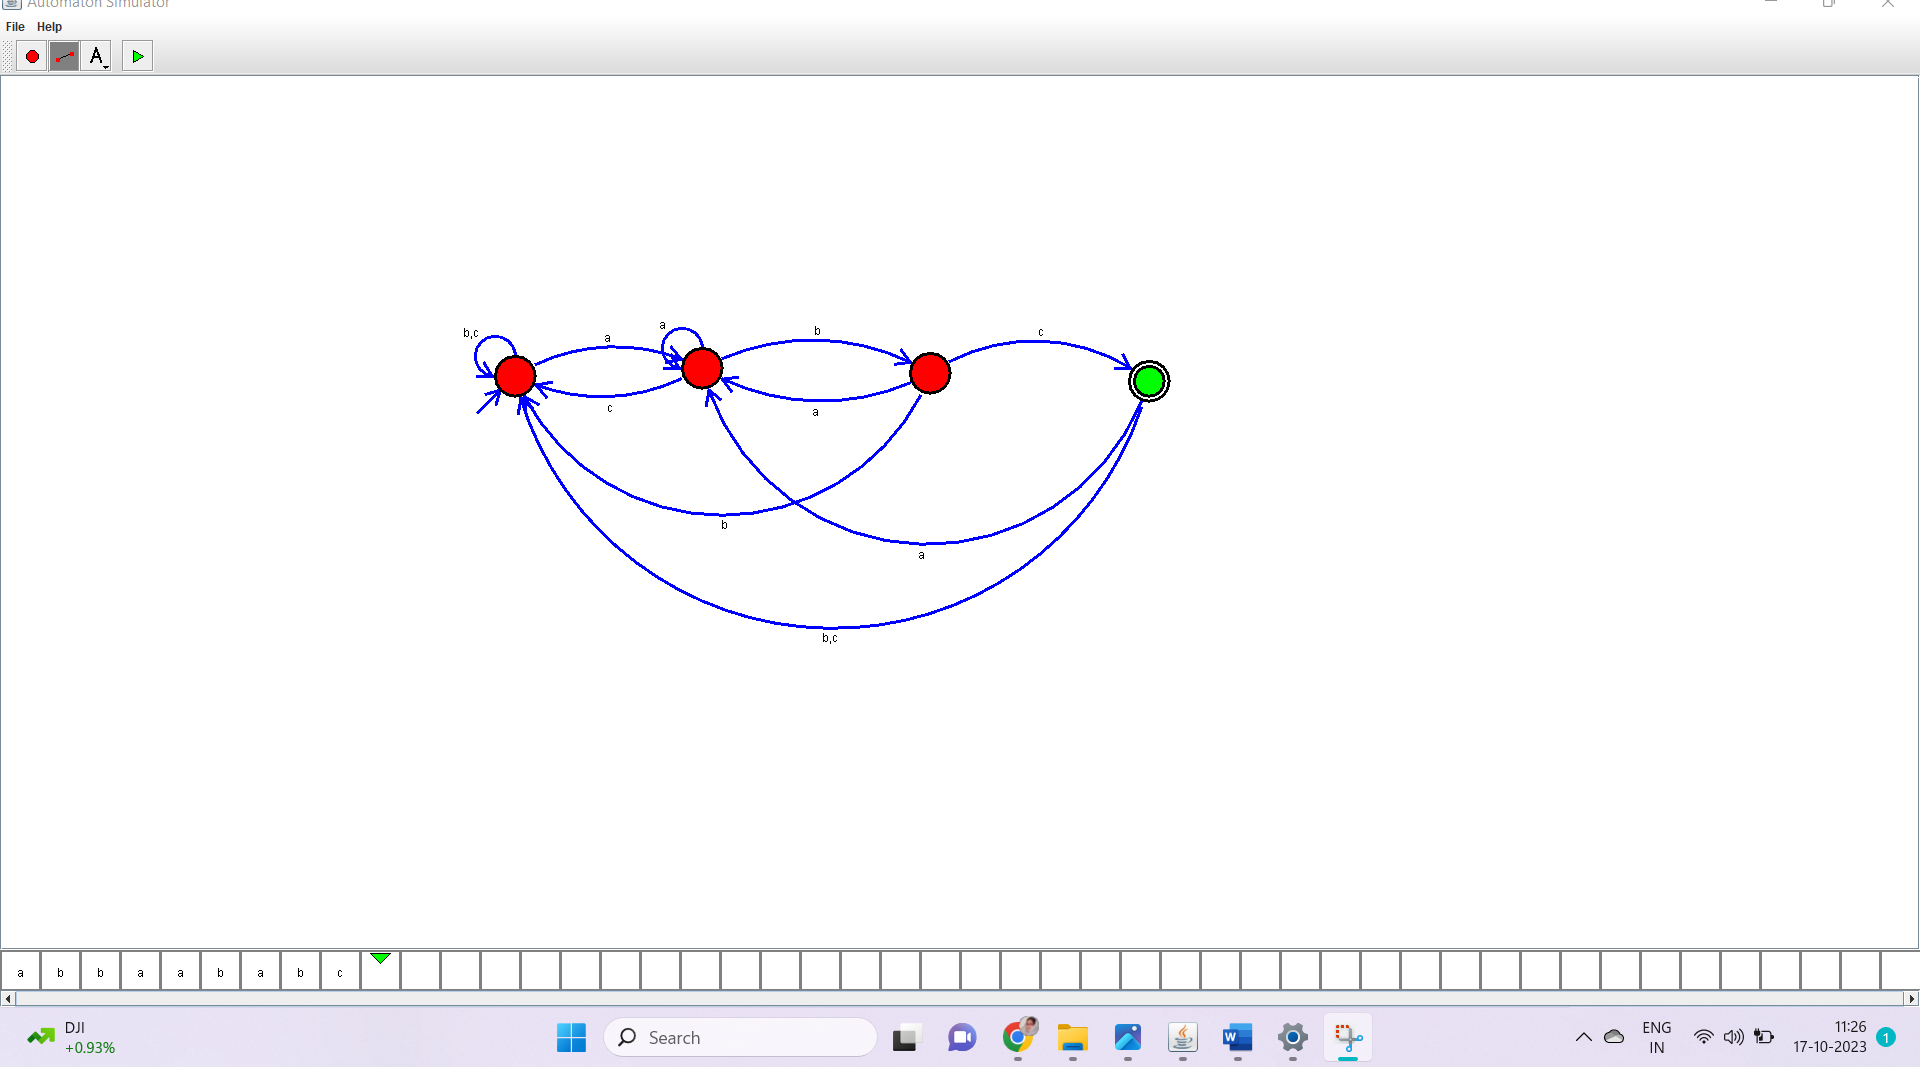 Automaton Simulator
File Help
A
b,c
a
a
b
c
c
a
b
a
b,c
a b b a a b a b c
DJI
+0.93%
Search
ENG
IN
11:26
17-10-2023
1